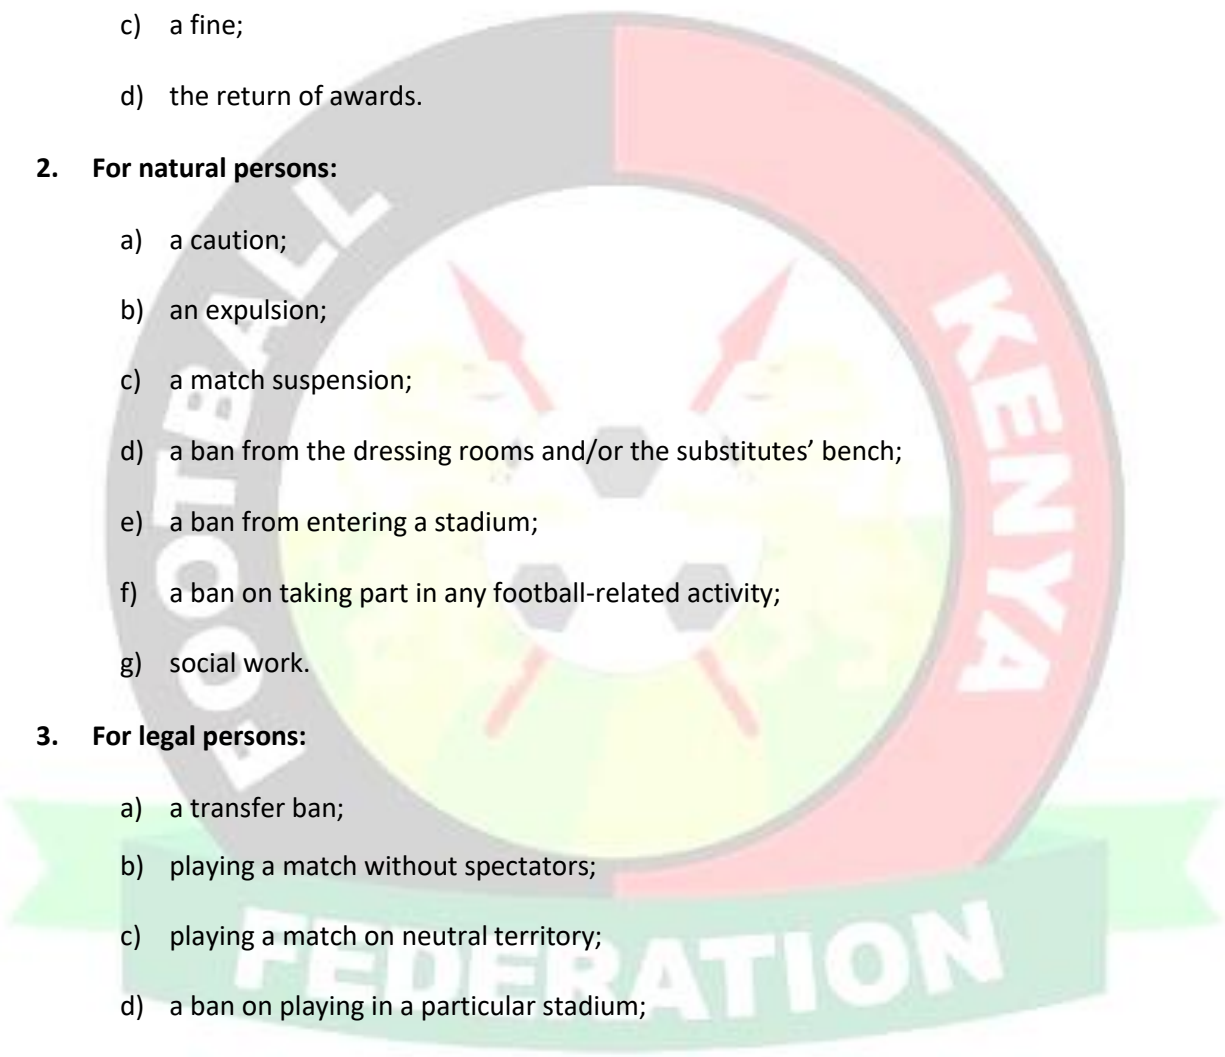 c) a fine;
d) the return of awards.
2. For natural persons:
a) a caution;
b) an expulsion;
c) a match suspension;
d) a ban from the dressing rooms and/or the substitutes’ bench;
e) a ban from entering a stadium;
f) a ban on taking part in any football-related activity;
g) social work.
3. For legal persons:
a) a transfer ban;
b) playing a match without spectators;
c) playing a match on neutral territory;
d) a ban on playing in a particular stadium;
FOOTBALL
KENYA
FEDERATION